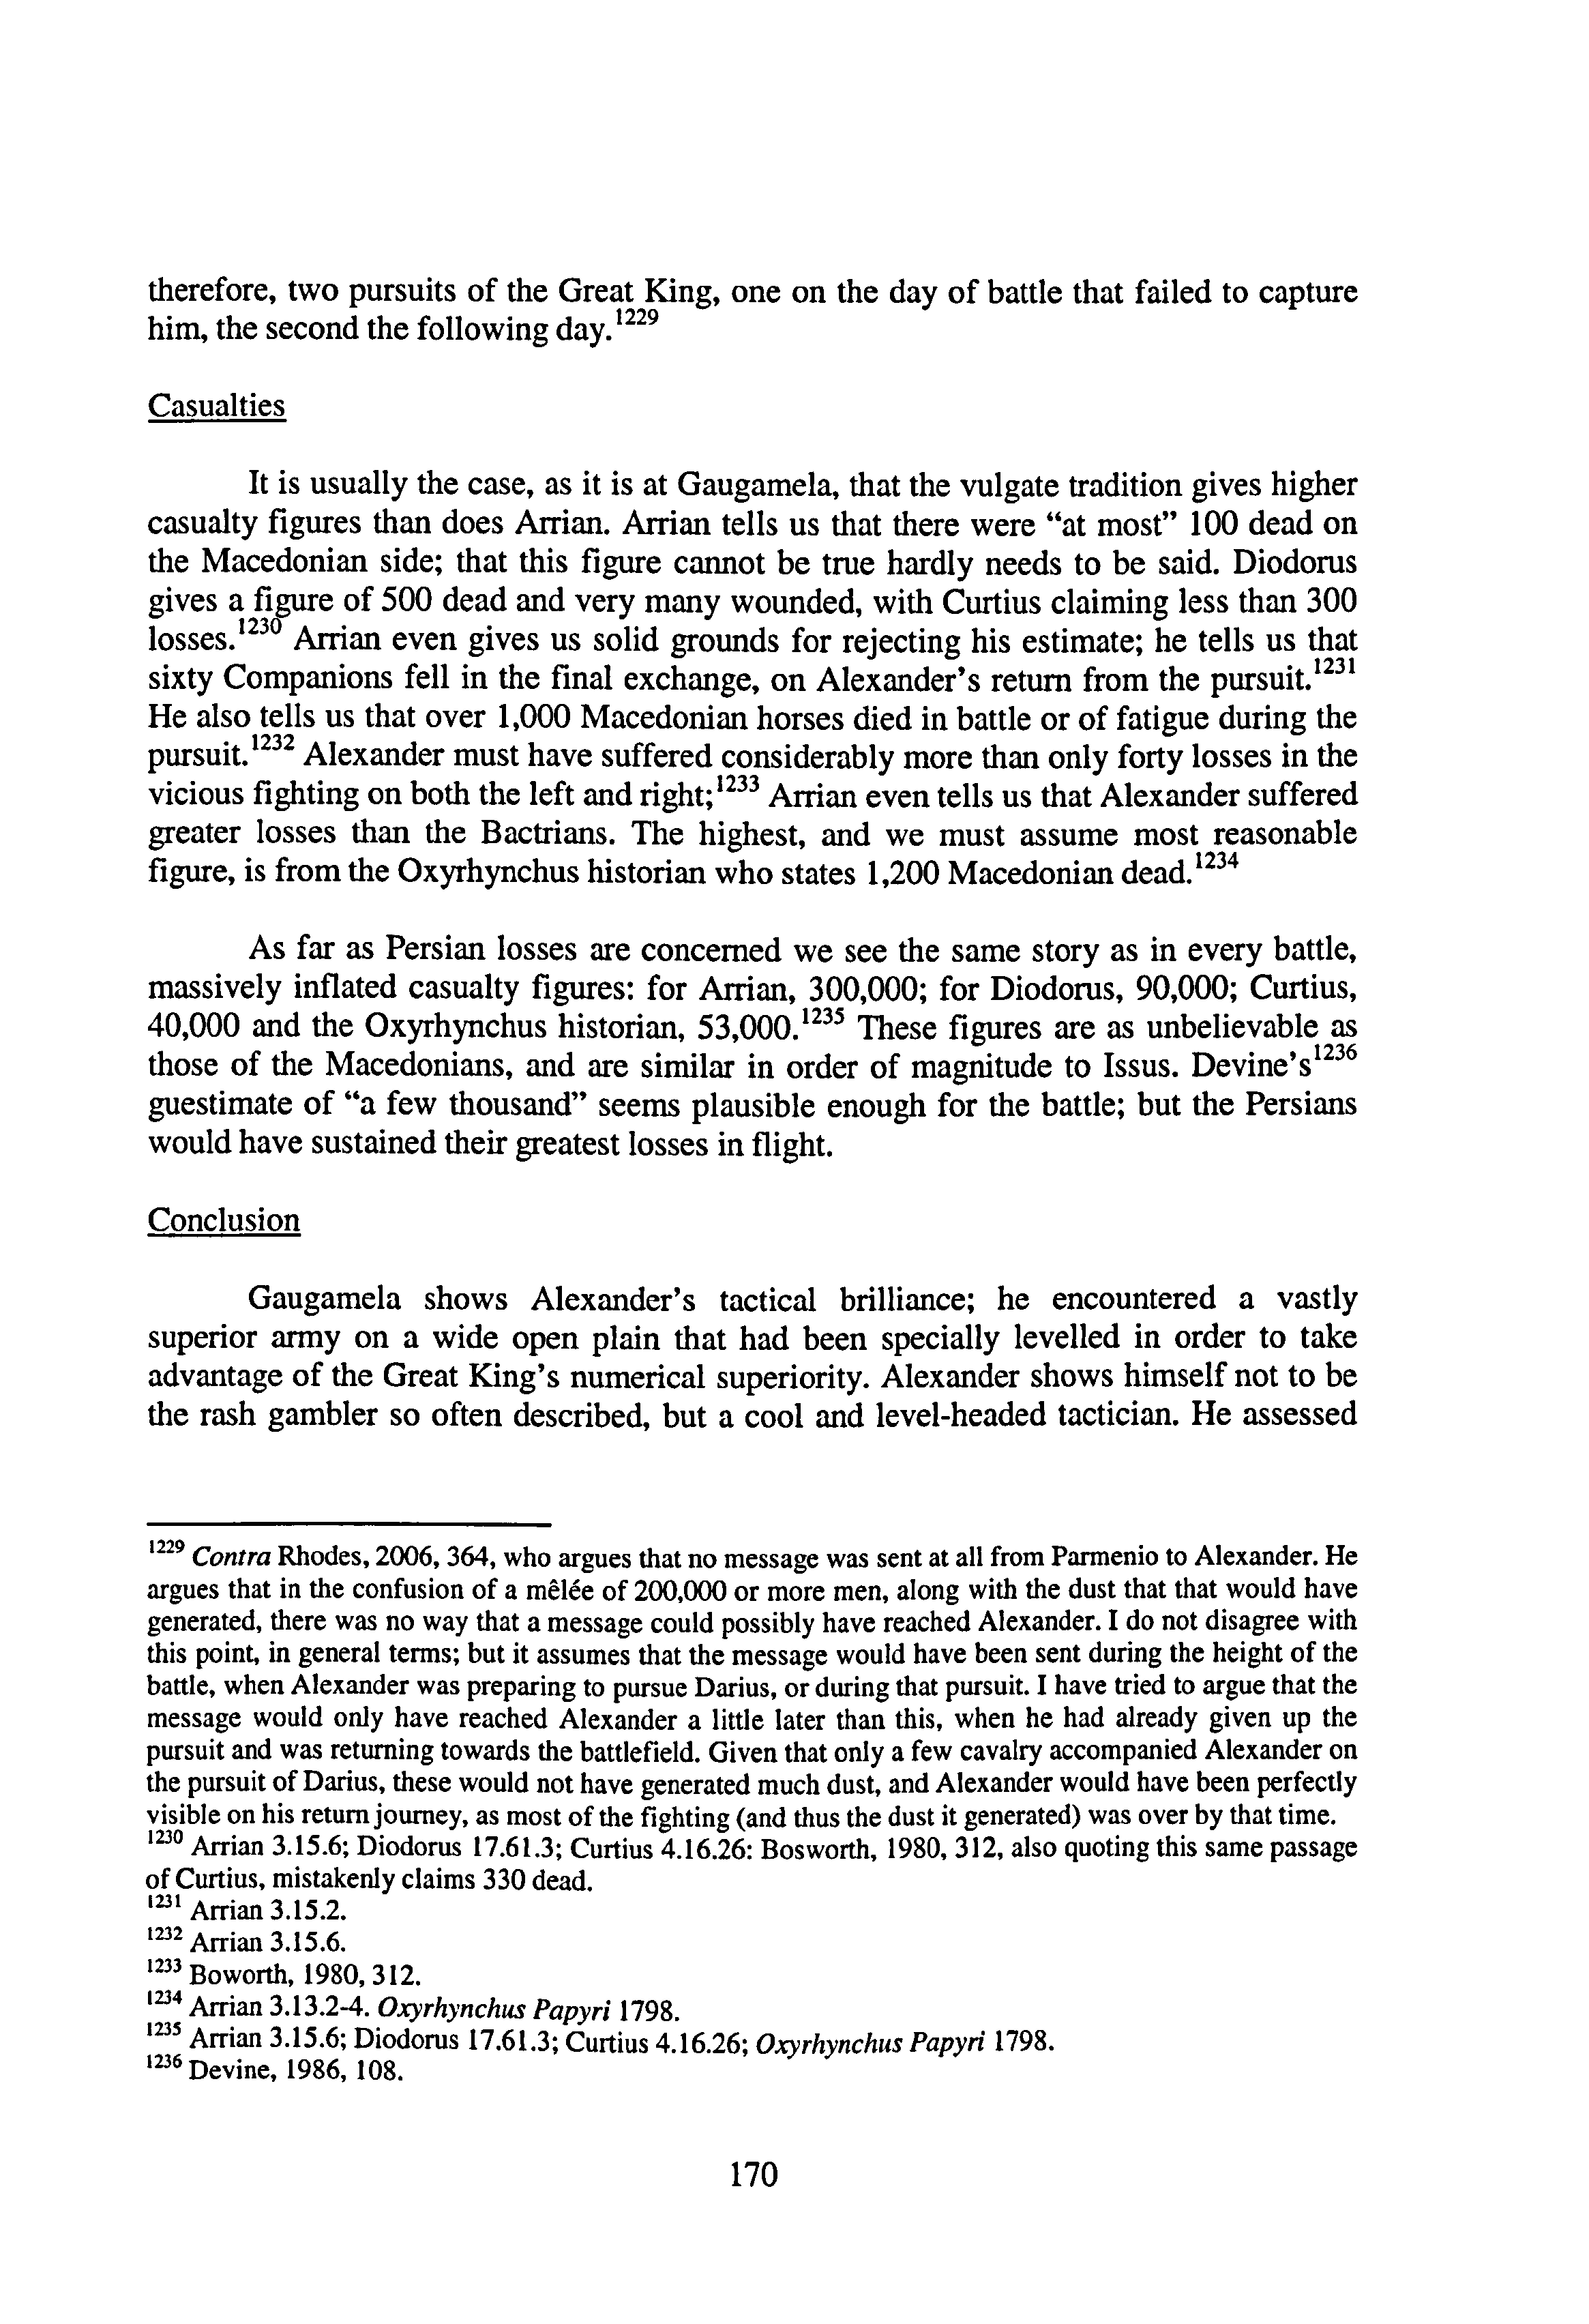 therefore, two pursuits of the Great King, one on the day of battle that failed to capture
him, the second the following day.1229
Casualties
It is usually the case, as it is at Gaugamela, that the vulgate tradition gives higher
casualty figures than does Arrian. Arrian tells us that there were “at most” 100 dead on
the Macedonian side; that this figure cannot be true hardly needs to be said. Diodorus
gives a figure of 500 dead and very many wounded, with Curtius claiming less than 300
losses.1230 Arrian even gives us solid grounds for rejecting his estimate; he tells us that
sixty Companions fell in the final exchange, on Alexander’s return from the pursuit.1231
He also tells us that over 1,000 Macedonian horses died in battle or of fatigue during the
pursuit.1232 Alexander must have suffered considerably more than only forty losses in the
vicious fighting on both the left and right;1233 Arrian even tells us that Alexander suffered
greater losses than the Bactrians. The highest, and we must assume most reasonable
figure, is from the Oxyrhynchus historian who states 1,200 Macedonian dead.1234
As far as Persian losses are concerned we see the same story as in every battle,
massively inflated casualty figures: for Arrian, 300,000; for Diodorus, 90,000; Curtius,
40,000 and the Oxyrhynchus historian, 53,000.1235 These figures are as unbelievable as
those of the Macedonians, and are similar in order of magnitude to Issus. Devine’s1236
guestimate of “a few thousand” seems plausible enough for the battle; but the Persians
would have sustained their greatest losses in flight.
Conclusion
Gaugamela shows Alexander’s tactical brilliance; he encountered a vastly
superior army on a wide open plain that had been specially levelled in order to take
advantage of the Great King’s numerical superiority. Alexander shows himself not to be
the rash gambler so often described, but a cool and level-headed tactician. He assessed
1229 Contra Rhodes, 2006, 364, who argues that no message was sent at all from Parmenio to Alexander. He
argues that in the confusion of a mêlée of 200,000 or more men, along with the dust that that would have
generated, there was no way that a message could possibly have reached Alexander. I do not disagree with
this point, in general terms; but it assumes that the message would have been sent during the height of the
battle, when Alexander was preparing to pursue Darius, or during that pursuit. I have tried to argue that the
message would only have reached Alexander a little later than this, when he had already given up the
pursuit and was returning towards the battlefield. Given that only a few cavalry accompanied Alexander on
the pursuit of Darius, these would not have generated much dust, and Alexander would have been perfectly
visible on his return journey, as most of the fighting (and thus the dust it generated) was over by that time.
1230 Arrian 3.15.6; Diodorus 17.61.3; Curtius 4.16.26: Bosworth, 1980, 312, also quoting this same passage
of Curtius, mistakenly claims 330 dead.
1231 Arrian 3.15.2.
1232 Arrian 3.15.6.
1233 Boworth, 1980, 312.
1234 Arrian 3.13.2-4. Oxyrhynchus Papyri 1798.
1235 Arrian 3.15.6; Diodorus 17.61.3; Curtius 4.16.26; Oxyrhynchus Papyri 1798.
1236 Devine, 1986, 108.
170